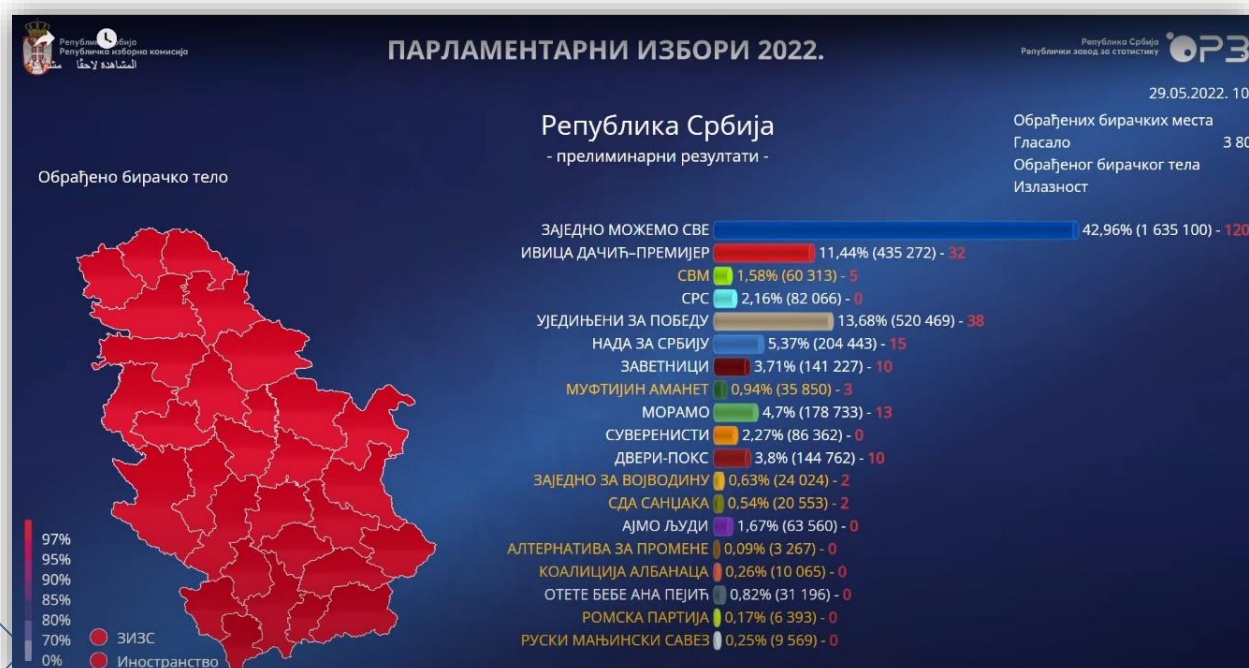 Република Србија
Републичка изборна комисија
المشاهدة لاحقًا
ПАРЛАМЕНТАРНИ ИЗБОРИ 2022.
Република Србија
Републички завод за статистику
ОРЗ
29.05.2022. 10
Република Србија
- прелиминарни резултати -
Обрађених бирачких места
Гласало 3 80
Обрађеног бирачког тела
Излазност
Обрађено бирачко тело
ЗАЈЕДНО МОЖЕМО СВЕ 42,96% (1 635 100) - 120
ИВИЦА ДАЧИЋ–ПРЕМИЈЕР 11,44% (435 272) - 32
СВМ 1,58% (60 313) - 5
СРС 2,16% (82 066) - 0
УЈЕДИЊЕНИ ЗА ПОБЕДУ 13,68% (520 469) - 38
НАДА ЗА СРБИЈУ 5,37% (204 443) - 15
ЗАВЕТНИЦИ 3,71% (141 227) - 10
МУФТИЈИН АМАНЕТ 0,94% (35 850) - 3
МОРАМО 4,7% (178 733) - 13
СУВЕРЕНИСТИ 2,27% (86 362) - 0
ДВЕРИ-ПОКС 3,8% (144 762) - 10
ЗАЈЕДНО ЗА ВОЈВОДИНУ 0,63% (24 024) - 2
СДА САНЏАКА 0,54% (20 553) - 2
АЈМО ЉУДИ 1,67% (63 560) - 0
АЛТЕРНАТИВА ЗА ПРОМЕНЕ 0,09% (3 267) - 0
КОАЛИЦИЈА АЛБАНАЦА 0,26% (10 065) - 0
ОТЕТЕ БЕБЕ АНА ПЕЈИЋ 0,82% (31 196) - 0
РОМСКА ПАРТИЈА 0,17% (6 393) - 0
РУСКИ МАЊИНСКИ САВЕЗ 0,25% (9 569) - 0
97%
95%
90%
85%
80%
70%
0%
ЗИЗС
Иностранство